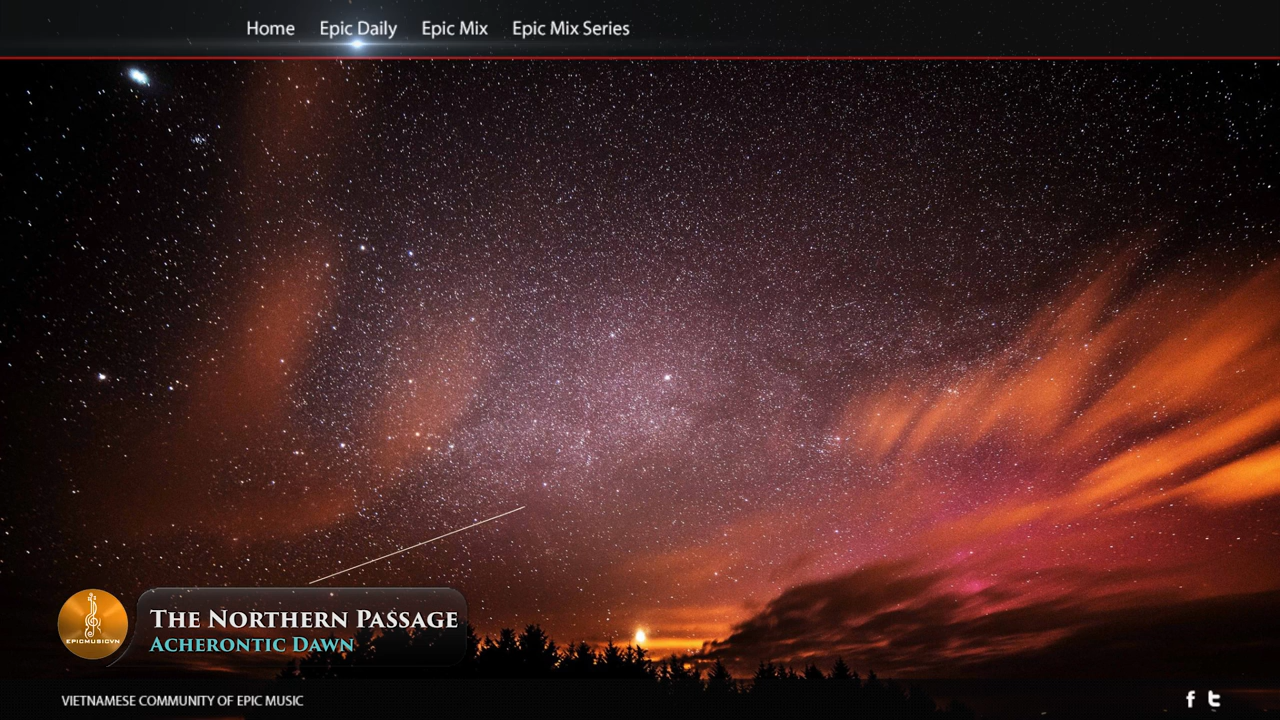 Home Epic Daily Epic Mix Epic Mix Series
THE NORTHERN PASSAGE
ACHERONTIC DAWN
EPICMUSICVN
VIETNAMESE COMMUNITY OF EPIC MUSIC
f t